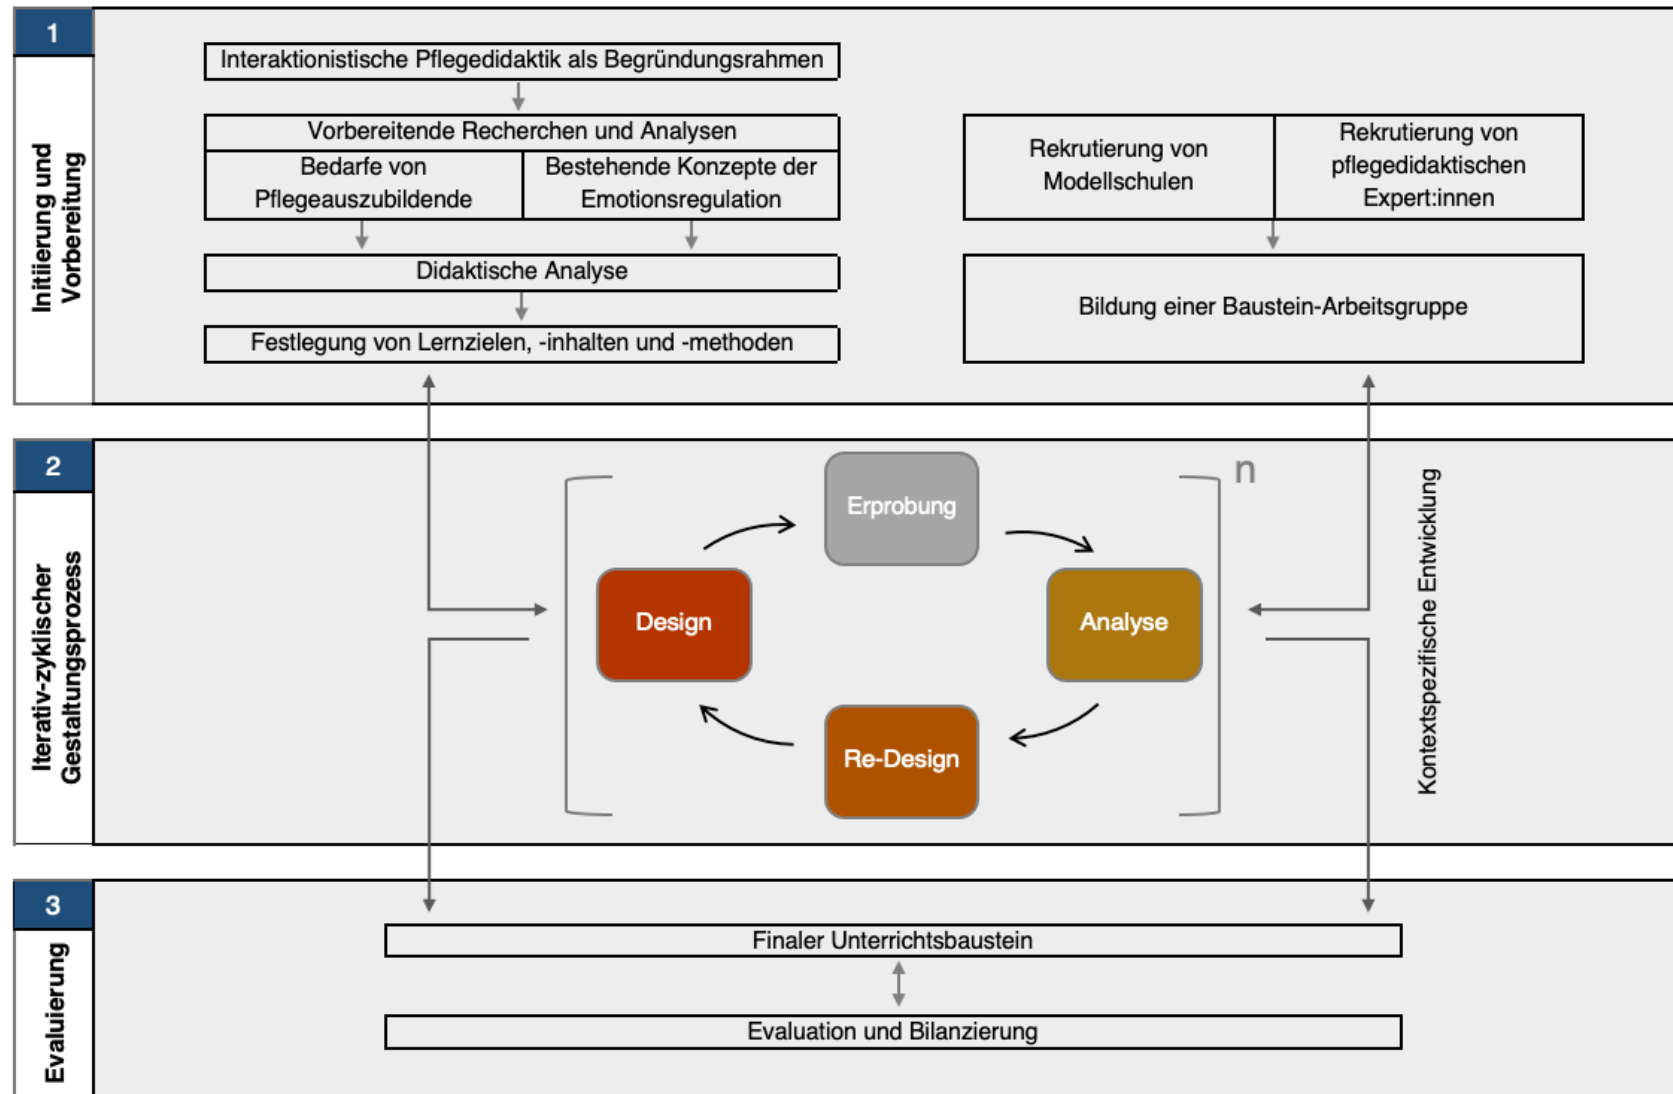 1
Initiierung und
Vorbereitung
Interaktionistische Pflegedidaktik als Begründungsrahmen
Vorbereitende Recherchen und Analysen
Bedarfe von
Pflegeauszubildende
Bestehende Konzepte der
Emotionsregulation
Didaktische Analyse
Festlegung von Lernzielen, -inhalten und -methoden
Rekrutierung von
Modellschulen
Rekrutierung von
pflegedidaktischen
Expert:innen
Bildung einer Baustein-Arbeitsgruppe
2
Iterativ-zyklischer
Gestaltungsprozess
Erprobung
n
Design
Analyse
Re-Design
Kontextspezifische Entwicklung
3
Evaluierung
Finaler Unterrichtsbaustein
Evaluation und Bilanzierung